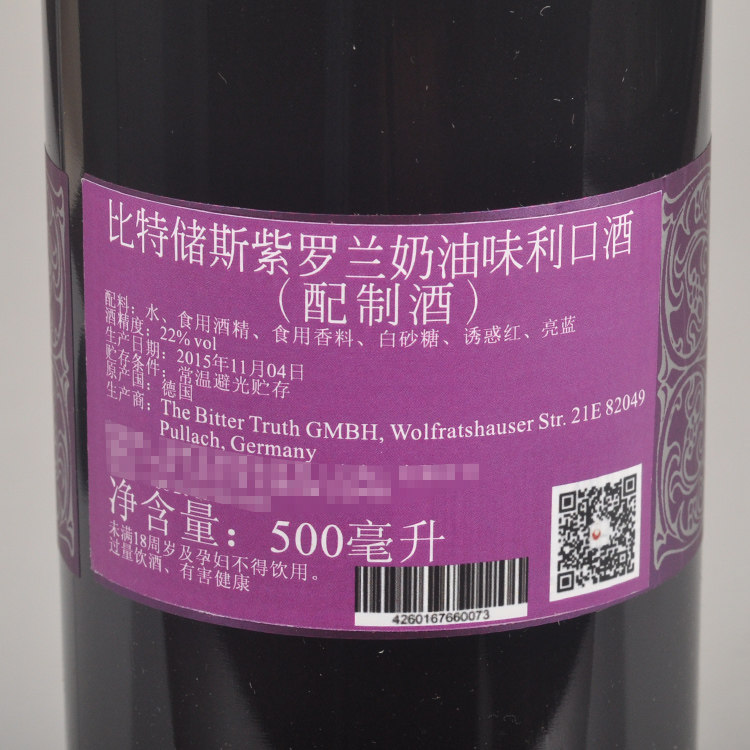 比特储斯紫罗兰奶油味利口酒
（配制酒）
配料：水、食用酒精、食用香料、白砂糖、诱惑红、亮蓝
酒精度：22% vol
生产日期：2015年11月04日
贮存条件：常温避光贮存
原产国：德国
生产商：The Bitter Truth GMBH, Wolfratshauser Str. 21E 82049
Pullach, Germany
净含量：500毫升
未满18周岁及孕妇不得饮用。
过量饮酒、有害健康
4260167660073